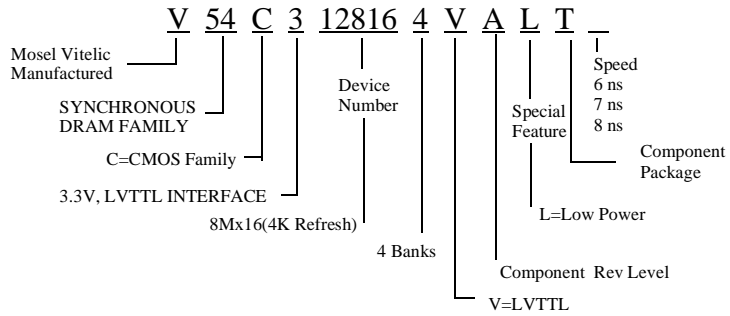 V 54 C 3 12816 4 V A L T
Mosel Vitelic
Manufactured
SYNCHRONOUS
DRAM FAMILY
C=CMOS Family
3.3V, LVTTL INTERFACE
Device
Number
8Mx16(4K Refresh)
4 Banks
Special
Feature
Speed
6 ns
7 ns
8 ns
Component
Package
L=Low Power
Component Rev Level
V=LVTTL